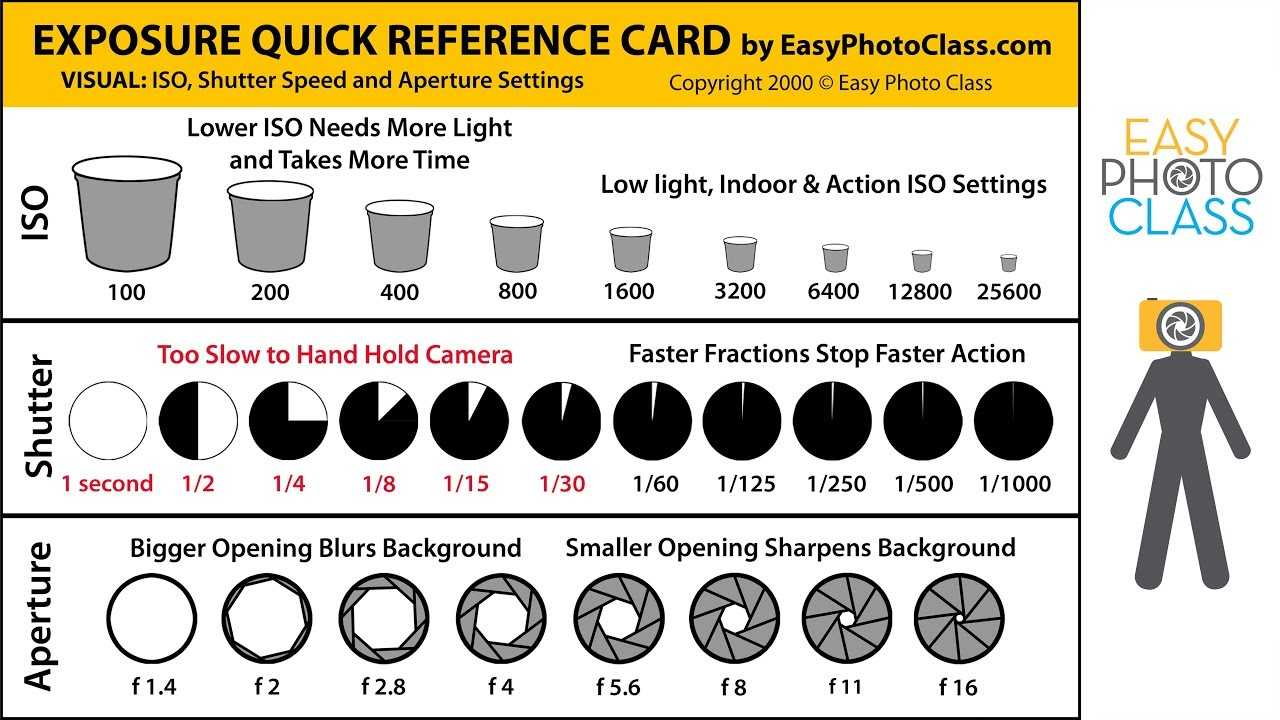 EXPOSURE QUICK REFERENCE CARD by EasyPhotoClass.com
VISUAL: ISO, Shutter Speed and Aperture Settings
Copyright 2000 © Easy Photo Class
ISO
Lower ISO Needs More Light
and Takes More Time
Low light, Indoor & Action ISO Settings
100 200 400 800 1600 3200 6400 12800 25600
Shutter
Too Slow to Hand Hold Camera
Faster Fractions Stop Faster Action
1 second 1/2 1/4 1/8 1/15 1/30 1/60 1/125 1/250 1/500 1/1000
Aperture
Bigger Opening Blurs Background
Smaller Opening Sharpens Background
f 1.4 f 2 f 2.8 f 4 f 5.6 f 8 f 11 f 16
EASY
PHOTO
CLASS